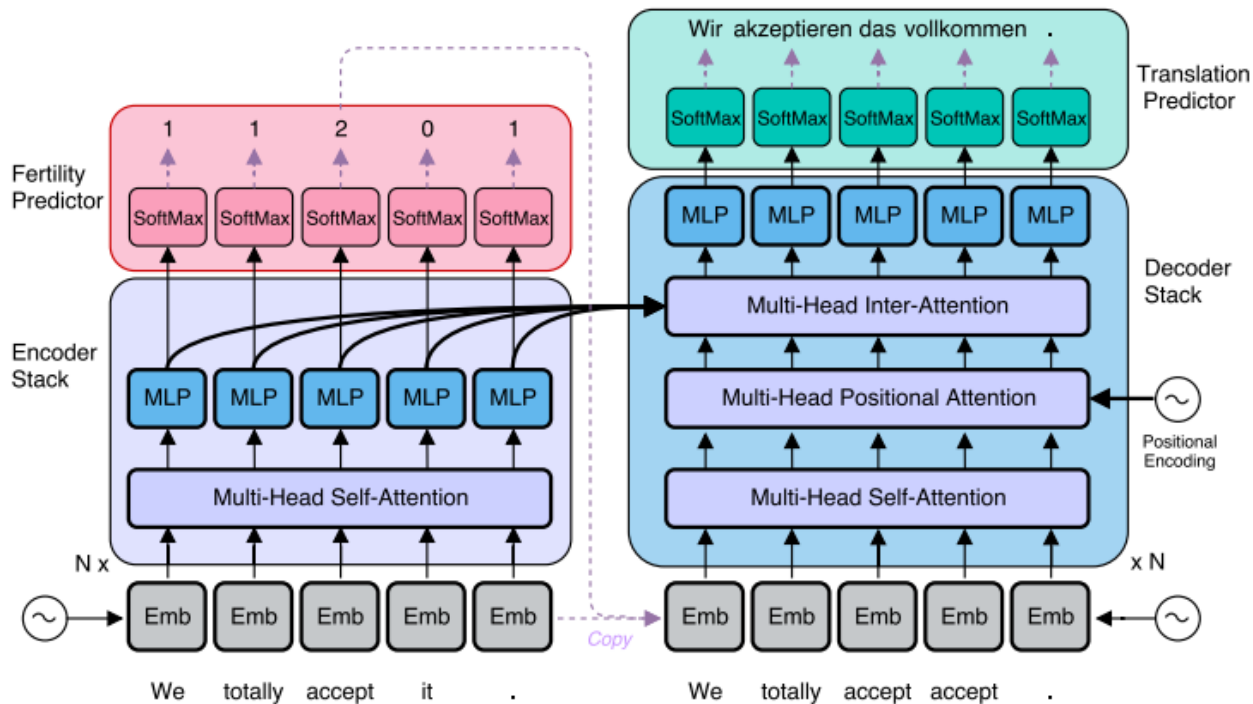 Wir akzeptieren das vollkommen .
SoftMax SoftMax SoftMax SoftMax SoftMax
Translation
Predictor
1 1 2 0 1
Fertility
Predictor
SoftMax SoftMax SoftMax SoftMax SoftMax
MLP MLP MLP MLP MLP
Multi-Head Inter-Attention
Decoder
Stack
Encoder
Stack
MLP MLP MLP MLP MLP
Multi-Head Positional Attention
Positional
Encoding
Multi-Head Self-Attention
Multi-Head Self-Attention
N x
x N
Emb Emb Emb Emb Emb
Copy
Emb Emb Emb Emb Emb
We totally accept it .
We totally accept accept .